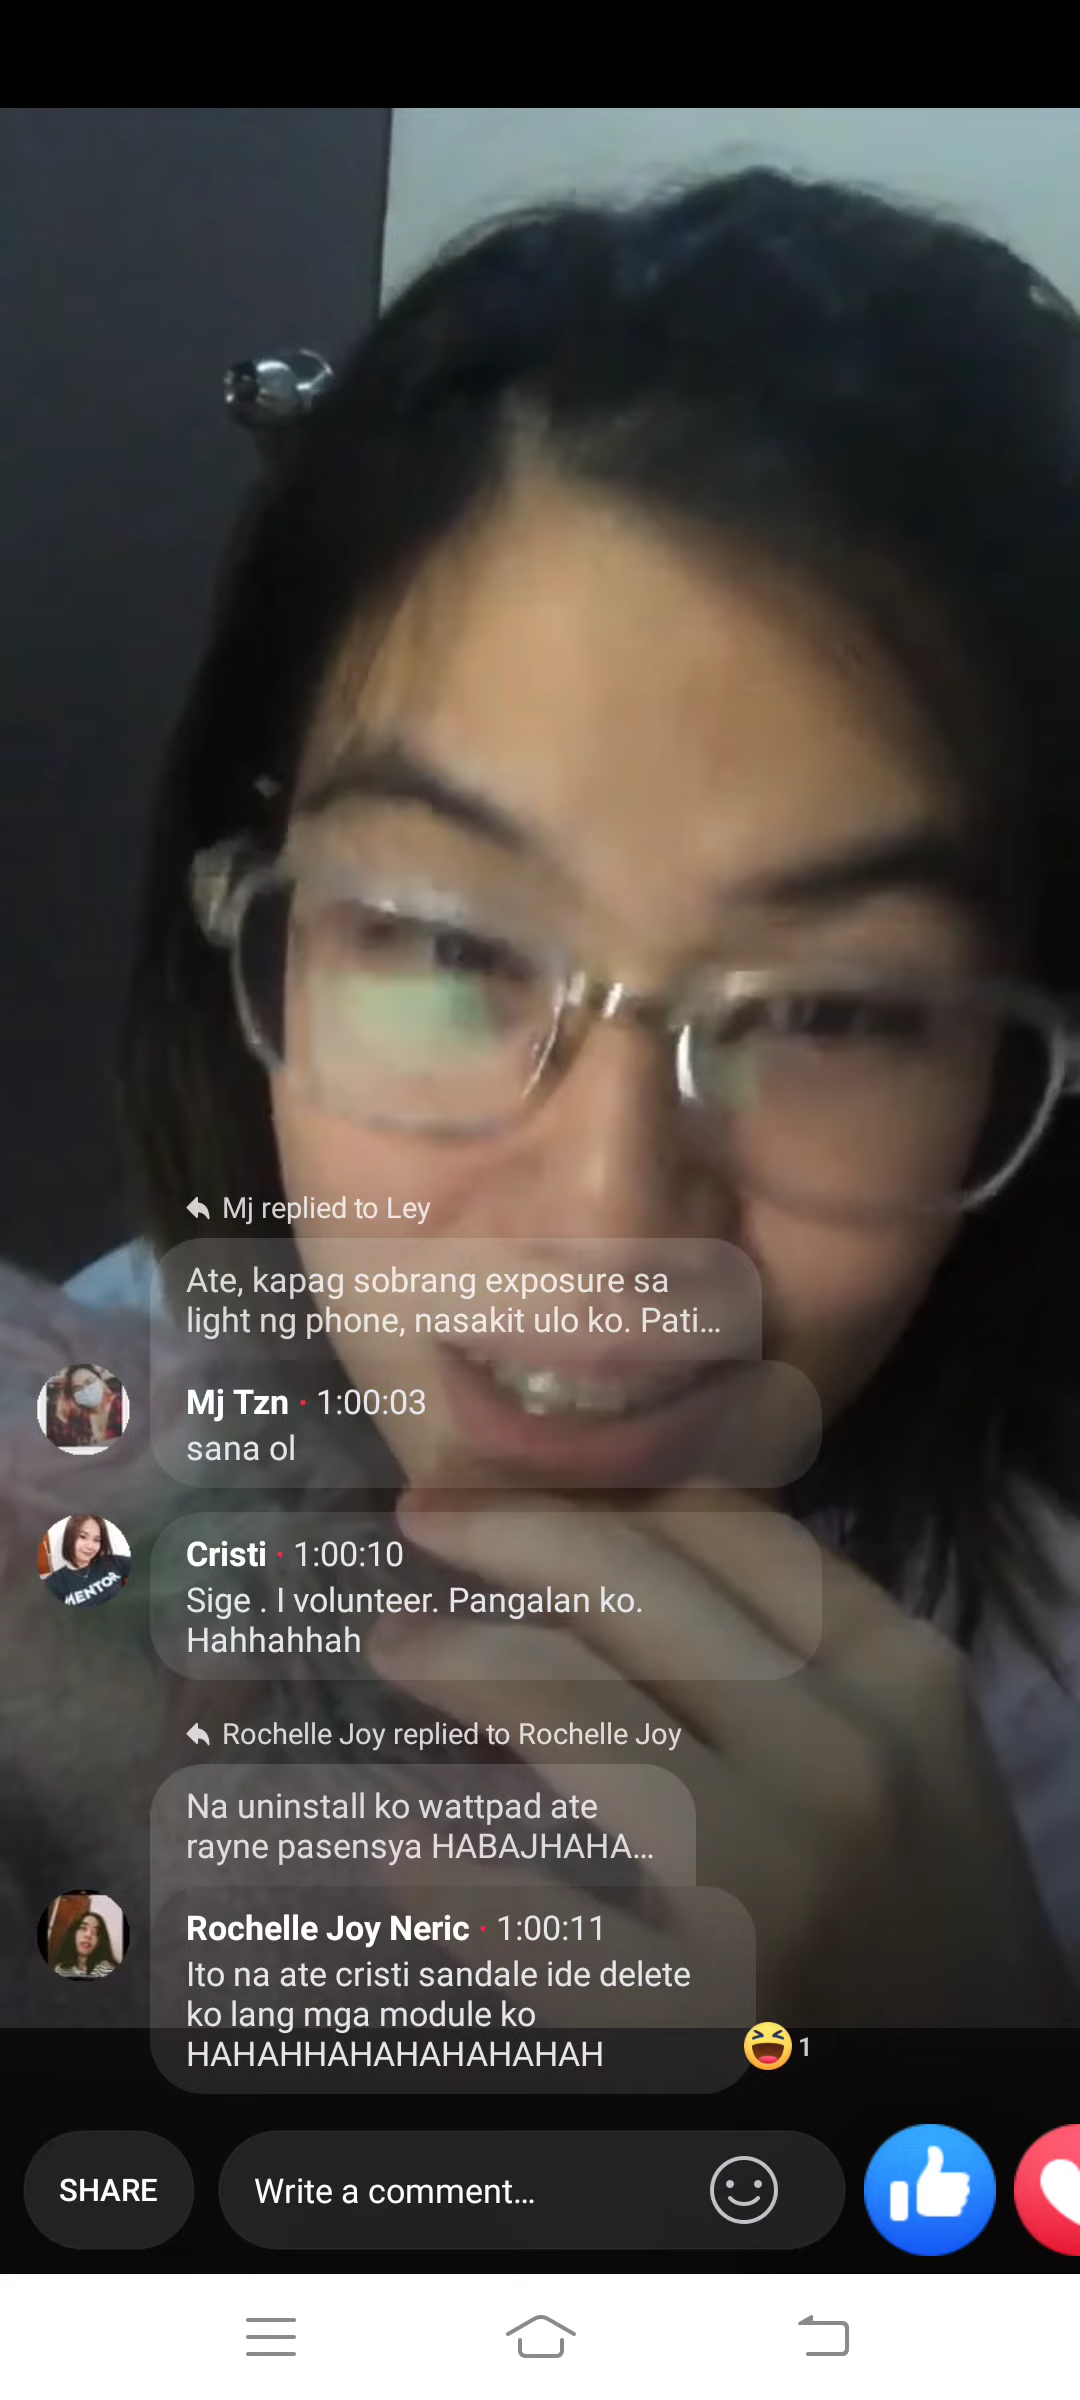 Mj replied to Ley
Ate, kapag sobrang exposure sa
light ng phone, nasakit ulo ko. Pati...
Mj Tzn · 1:00:03
sana ol
MENTOR
Cristi · 1:00:10
Sige . I volunteer. Pangalan ko.
Hahhahhah
Rochelle Joy replied to Rochelle Joy
Na uninstall ko wattpad ate
rayne pasensya HABAJHAHA...
Rochelle Joy Neric · 1:00:11
Ito na ate cristi sandale ide delete
ko lang mga module ko
HAHAHHAHAHAHAHAHAH
1
SHARE
Write a comment...